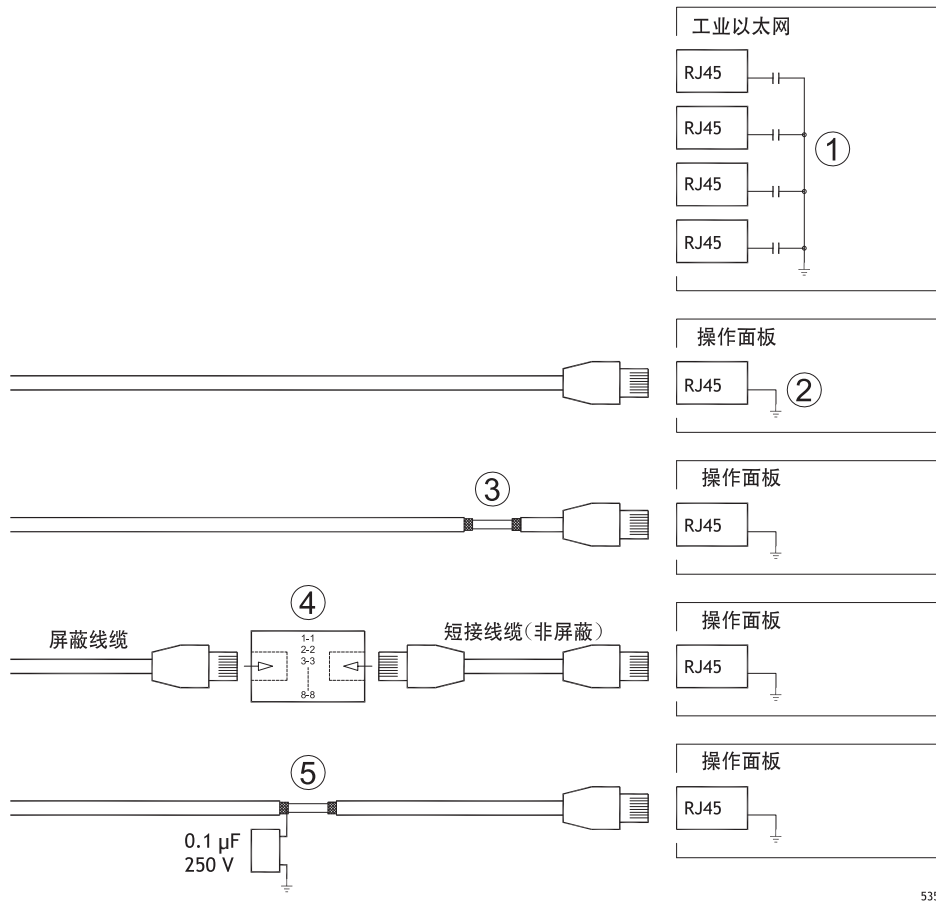 工业以太网
RJ45
RJ45
①
RJ45
RJ45
操作面板
RJ45
②
③
操作面板
RJ45
④
操作面板
屏蔽线缆
1-1
2-2
3-3
8-8
短接线缆(非屏蔽)
RJ45
⑤
操作面板
RJ45
0.1 µF
250 V
535